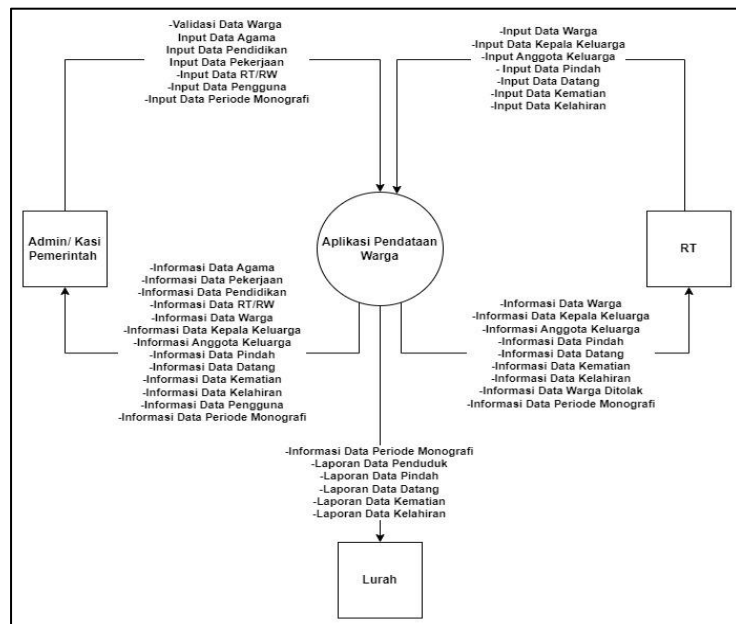 -Validasi Data Warga
Input Data Agama
Input Data Pendidikan
Input Data Pekerjaan
-Input Data RT/RW
-Input Data Pengguna
-Input Data Periode Monografi
-Input Data Warga
-Input Data Kepala Keluarga
-Input Anggota Keluarga
- Input Data Pindah
-Input Data Datang
-Input Data Kematian
-Input Data Kelahiran
Admin/ Kasi
Pemerintah
Aplikasi Pendataan
Warga
RT
-Informasi Data Agama
-Informasi Data Pekerjaan
-Informasi Data Pendidikan
-Informasi Data RT/RW
-Informasi Data Warga
-Informasi Data Kepala Keluarga
-Informasi Anggota Keluarga
-Informasi Data Pindah
-Informasi Data Datang
-Informasi Data Kematian
-Informasi Data Kelahiran
-Informasi Data Pengguna
-Informasi Data Periode Monografi
-Informasi Data Warga
-Informasi Data Kepala Keluarga
-Informasi Anggota Keluarga
-Informasi Data Pindah
-Informasi Data Datang
-Informasi Data Kematian
-Informasi Data Kelahiran
-Informasi Data Warga Ditolak
-Informasi Data Periode Monografi
-Informasi Data Periode Monografi
-Laporan Data Penduduk
-Laporan Data Pindah
-Laporan Data Datang
-Laporan Data Kematian
-Laporan Data Kelahiran
Lurah